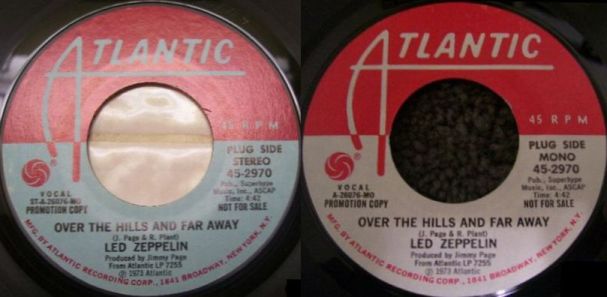 ATLANTIC
45 RPM
PLUG SIDE
STEREO
45-2970
VOCAL
ST-A-26076-MO
PROMOTION COPY
Pub., Supertype
Music, Inc., ASCAP
Time: 4:42
NOT FOR SALE
OVER THE HILLS AND FAR AWAY
(J. Page & R. Plant)
LED ZEPPELIN
Produced by Jimmy Page
From Atlantic LP 7255
℗ 1973 Atlantic
MFG. BY ATLANTIC RECORDING CORP., 1841 BROADWAY, NEW YORK, N.Y.
ATLANTIC
45 RPM
PLUG SIDE
MONO
45-2970
VOCAL
A-26076-MO
PROMOTION COPY
Pub., Supertype
Music, Inc., ASCAP
Time: 4:42
NOT FOR SALE
OVER THE HILLS AND FAR AWAY
(J. Page & R. Plant)
LED ZEPPELIN
Produced by Jimmy Page
From Atlantic LP 7255
℗ 1973 Atlantic
MFG. BY ATLANTIC RECORDING CORP., 1841 BROADWAY, NEW YORK, N.Y.